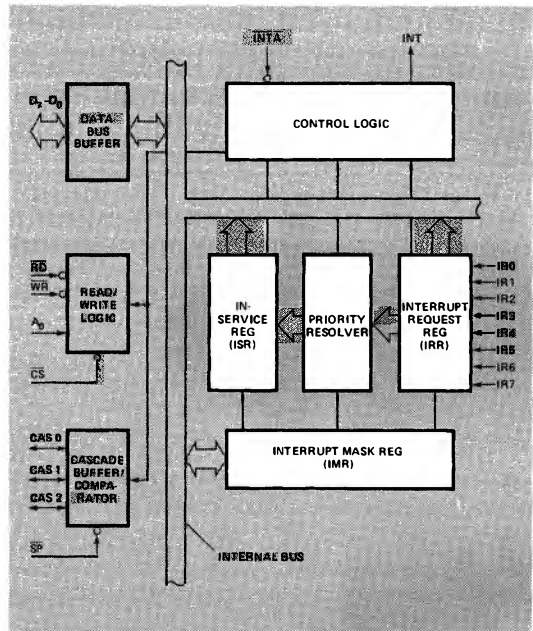 INTA
INT
D7-D0
DATA
BUS
BUFFER
CONTROL LOGIC
RD
WR
A0
CS
READ/
WRITE
LOGIC
IN-
SERVICE
REG
(ISR)
PRIORITY
RESOLVER
INTERRUPT
REQUEST
REG
(IRR)
IR0
IR1
IR2
IR3
IR4
IR5
IR6
IR7
CAS 0
CAS 1
CAS 2
CASCADE
BUFFER/
COMPA-
RATOR
SP
INTERRUPT MASK REG
(IMR)
INTERNAL BUS